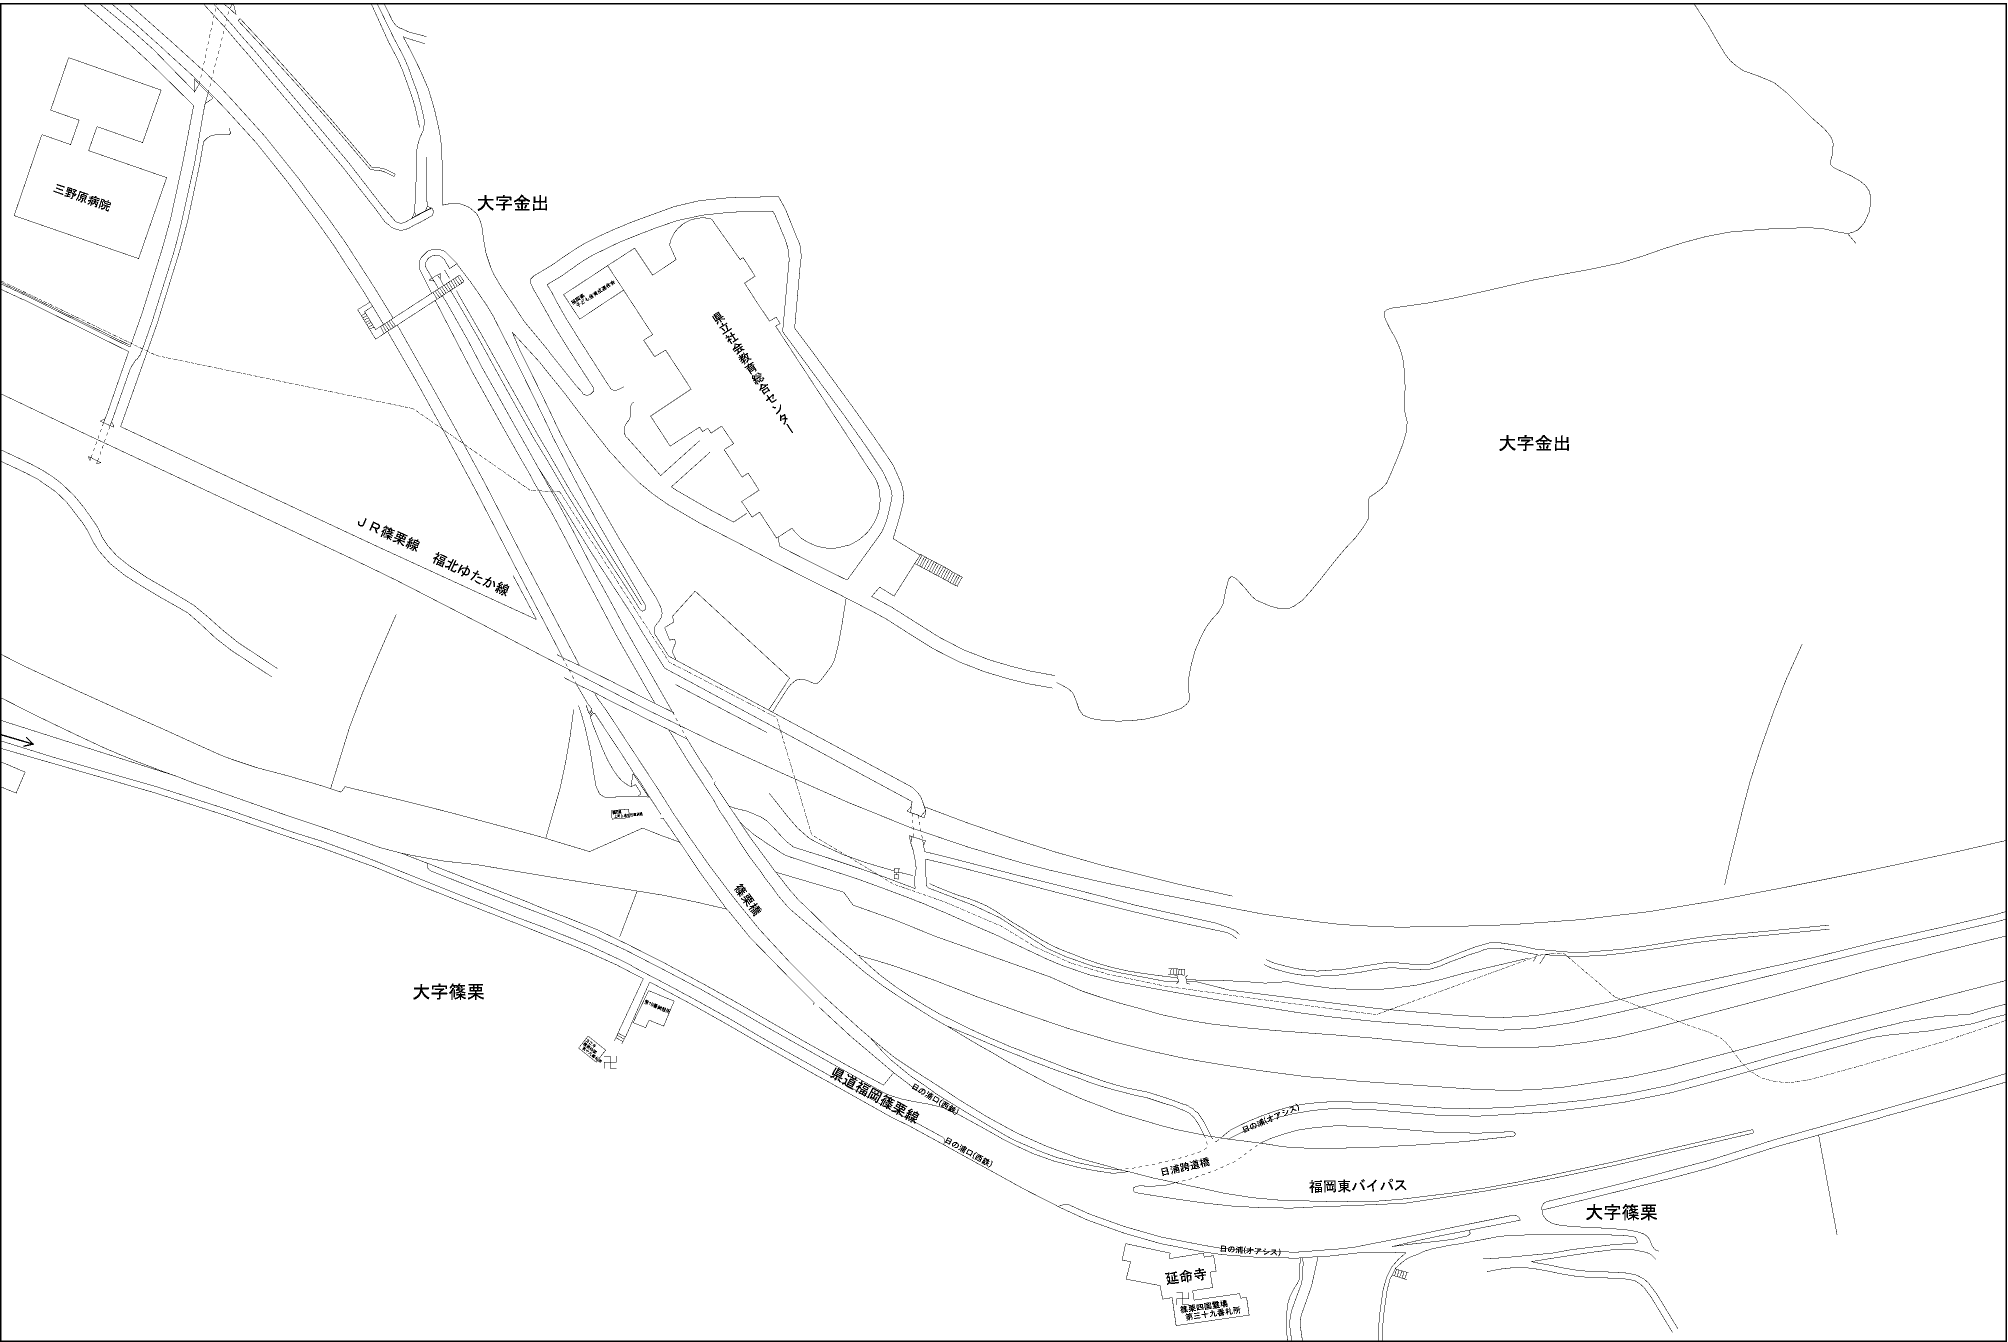 三野原病院
大字金出
県立社会教育総合センター
大字金出
ＪＲ篠栗線　福北ゆたか線
篠栗橋
大字篠栗
県道福岡篠栗線
日の浦口(西鉄)
日の浦口(西鉄)
日の浦(オアシス)
日浦跨道橋
福岡東バイパス
大字篠栗
日の浦(オアシス)
延命寺
篠栗四国霊場
第三十九番札所